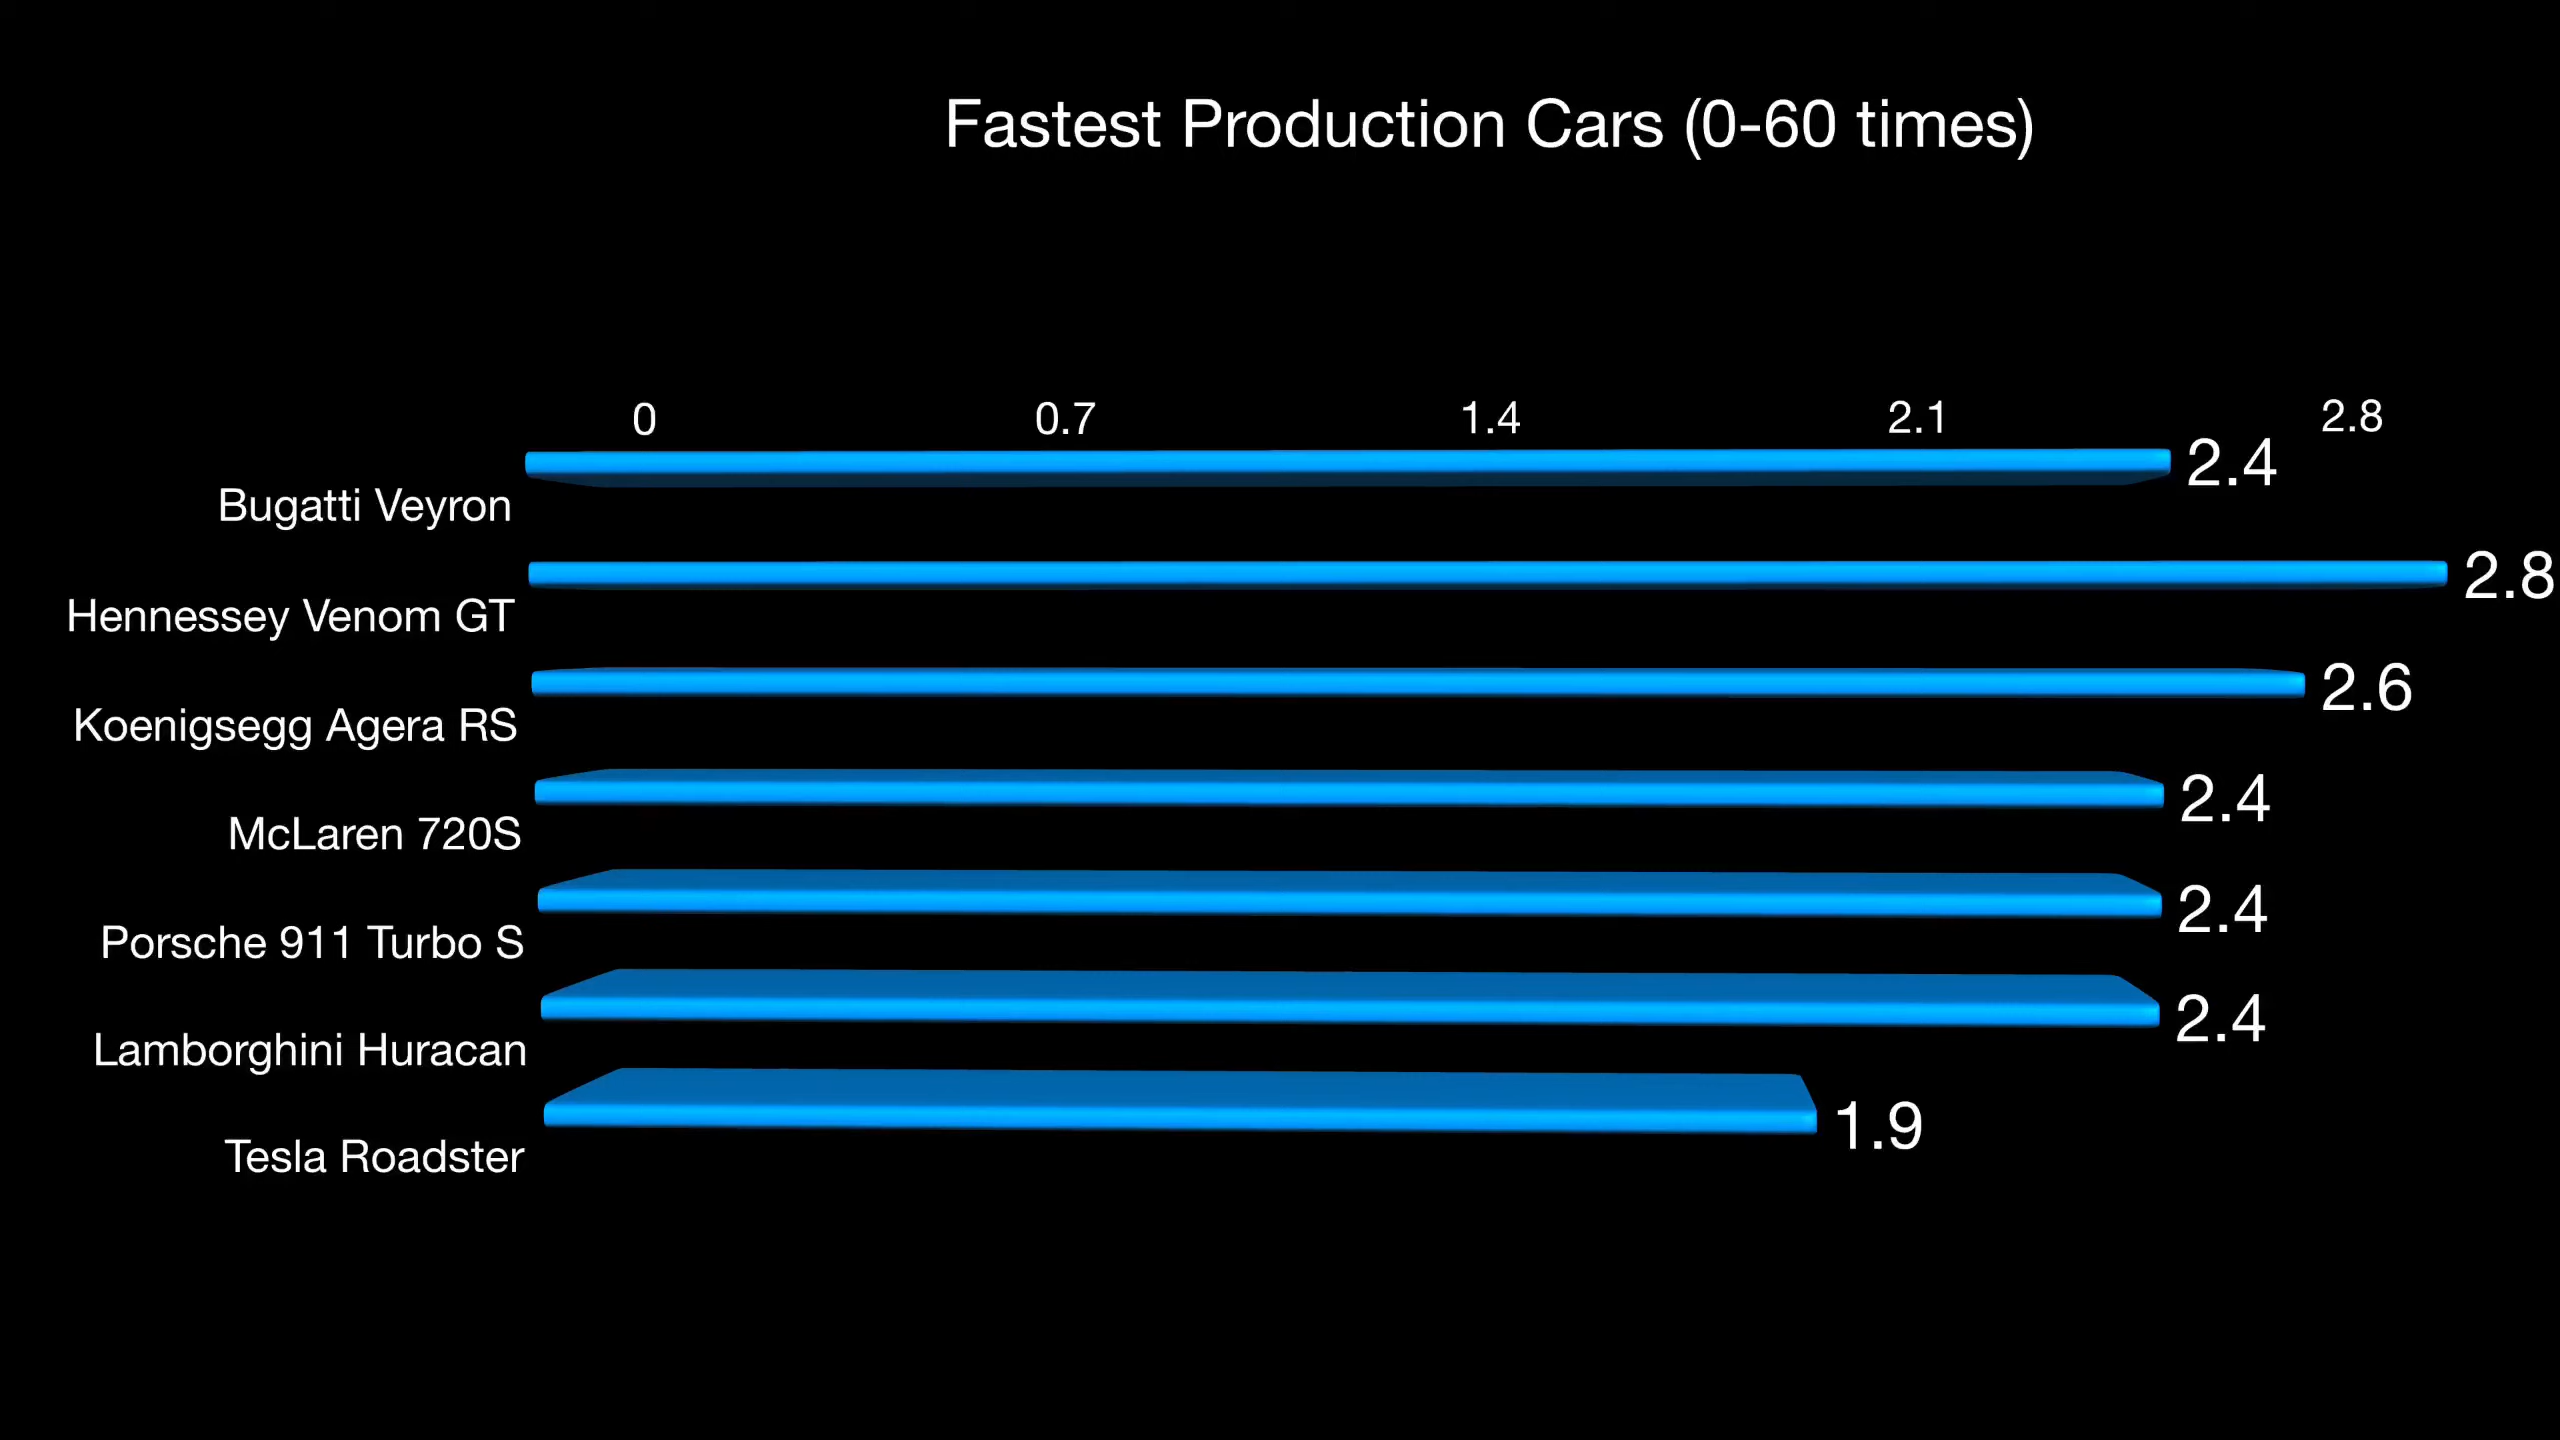 Fastest Production Cars (0-60 times)
0 0.7 1.4 2.1 2.8
Bugatti Veyron 2.4
Hennessey Venom GT 2.8
Koenigsegg Agera RS 2.6
McLaren 720S 2.4
Porsche 911 Turbo S 2.4
Lamborghini Huracan 2.4
Tesla Roadster 1.9